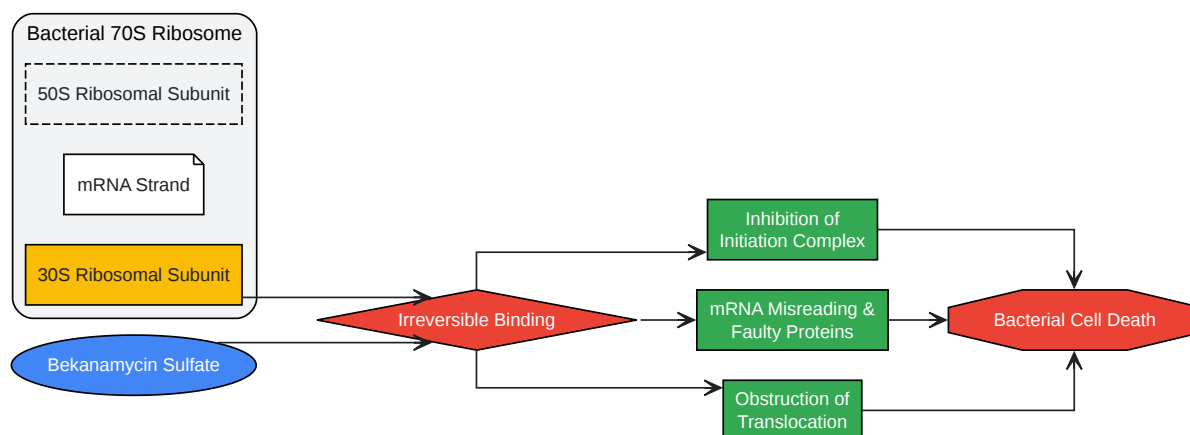 Bacterial 70S Ribosome
50S Ribosomal Subunit
mRNA Strand
30S Ribosomal Subunit
Bekanamycin Sulfate
Irreversible Binding
Inhibition of
Initiation Complex
mRNA Misreading &
Faulty Proteins
Obstruction of
Translocation
Bacterial Cell Death